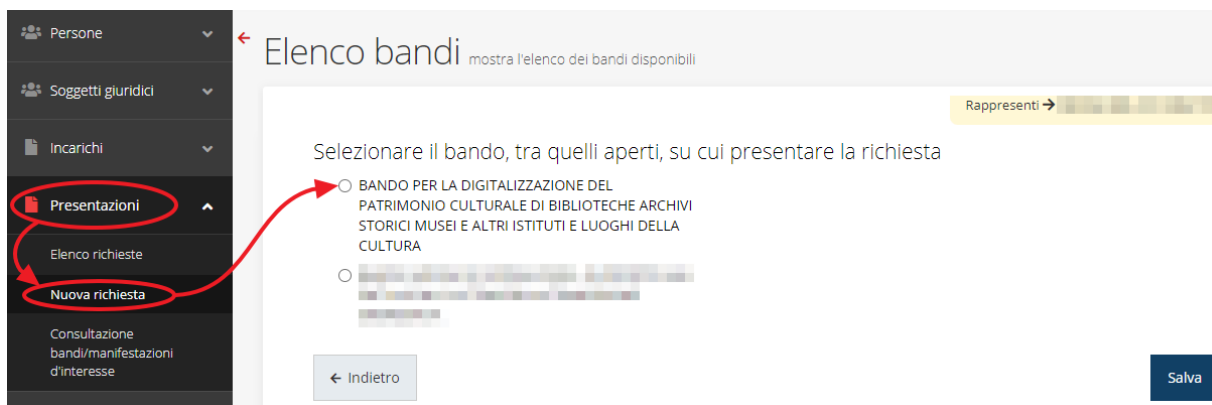 Persone
Soggetti giuridici
Incarichi
Presentazioni
Elenco richieste
Nuova richiesta
Consultazione
bandi/manifestazioni
d'interesse
Elenco bandi mostra l'elenco dei bandi disponibili
Rappresenti →
Selezionare il bando, tra quelli aperti, su cui presentare la richiesta
BANDO PER LA DIGITALIZZAZIONE DEL
PATRIMONIO CULTURALE DI BIBLIOTECHE ARCHIVI
STORICI MUSEI E ALTRI ISTITUTI E LUOGHI DELLA
CULTURA
← Indietro
Salva